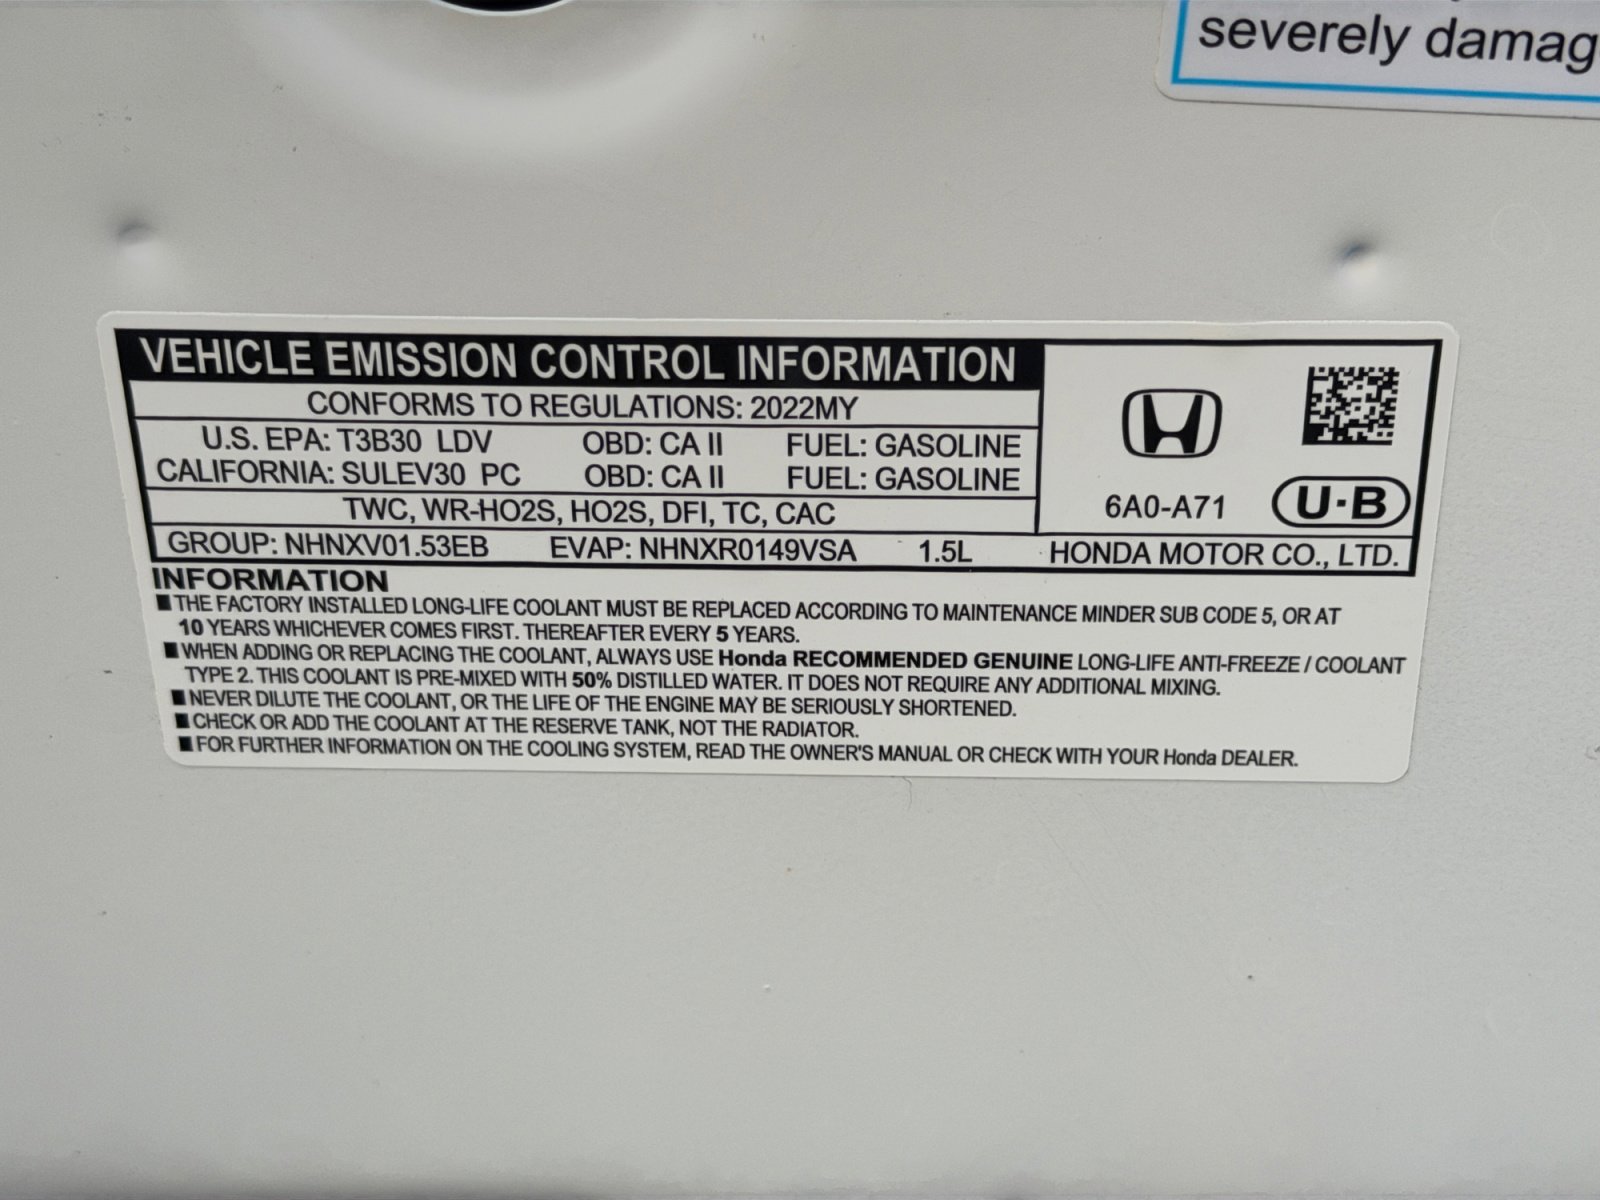 severely damag
VEHICLE EMISSION CONTROL INFORMATION
CONFORMS TO REGULATIONS: 2022MY
U.S. EPA: T3B30 LDV OBD: CA II FUEL: GASOLINE
CALIFORNIA: SULEV30 PC OBD: CA II FUEL: GASOLINE
TWC, WR-HO2S, HO2S, DFI, TC, CAC
6A0-A71 U·B
GROUP: NHNXV01.53EB EVAP: NHNXR0149VSA 1.5L HONDA MOTOR CO., LTD.
INFORMATION
■ THE FACTORY INSTALLED LONG-LIFE COOLANT MUST BE REPLACED ACCORDING TO MAINTENANCE MINDER SUB CODE 5, OR AT
10 YEARS WHICHEVER COMES FIRST. THEREAFTER EVERY 5 YEARS.
■ WHEN ADDING OR REPLACING THE COOLANT, ALWAYS USE Honda RECOMMENDED GENUINE LONG-LIFE ANTI-FREEZE / COOLANT
TYPE 2. THIS COOLANT IS PRE-MIXED WITH 50% DISTILLED WATER. IT DOES NOT REQUIRE ANY ADDITIONAL MIXING.
■ NEVER DILUTE THE COOLANT, OR THE LIFE OF THE ENGINE MAY BE SERIOUSLY SHORTENED.
■ CHECK OR ADD THE COOLANT AT THE RESERVE TANK, NOT THE RADIATOR.
■ FOR FURTHER INFORMATION ON THE COOLING SYSTEM, READ THE OWNER'S MANUAL OR CHECK WITH YOUR Honda DEALER.